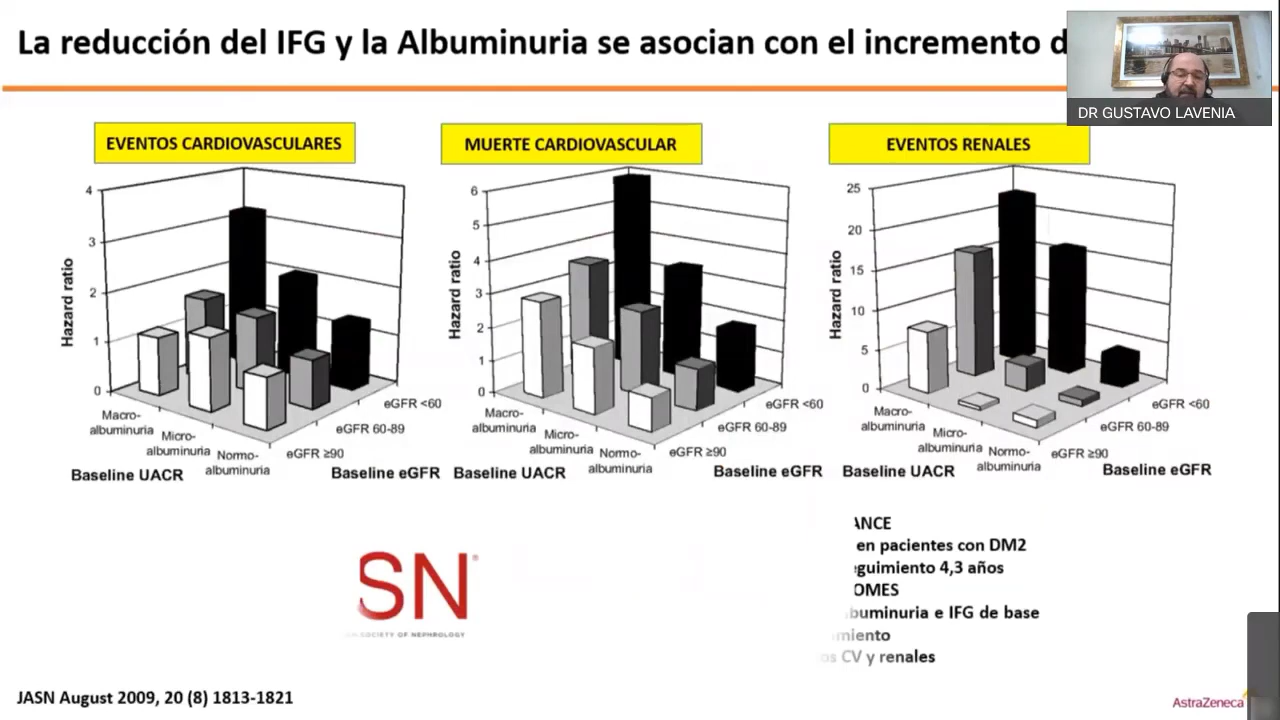 La reducción del IFG y la Albuminuria se asocian con el incremento d
DR GUSTAVO LAVENIA
EVENTOS CARDIOVASCULARES
MUERTE CARDIOVASCULAR
EVENTOS RENALES
4
3
2
1
0
Hazard ratio
Macro-
albuminuria
Micro-
albuminuria
Normo-
albuminuria
eGFR <60
eGFR 60-89
eGFR ≥90
Baseline UACR
Baseline eGFR
6
5
4
3
2
1
0
Hazard ratio
Macro-
albuminuria
Micro-
albuminuria
Normo-
albuminuria
eGFR <60
eGFR 60-89
eGFR ≥90
Baseline UACR
Baseline eGFR
25
20
15
10
5
0
Hazard ratio
Macro-
albuminuria
Micro-
albuminuria
Normo-
albuminuria
eGFR <60
eGFR 60-89
eGFR ≥90
Baseline UACR
Baseline eGFR
SN
SOCIETY OF NEPHROLOGY
ANCE
en pacientes con DM2
eguimiento 4,3 años
OMES
buminuria e IFG de base
miento
os CV y renales
JASN August 2009, 20 (8) 1813-1821
AstraZeneca